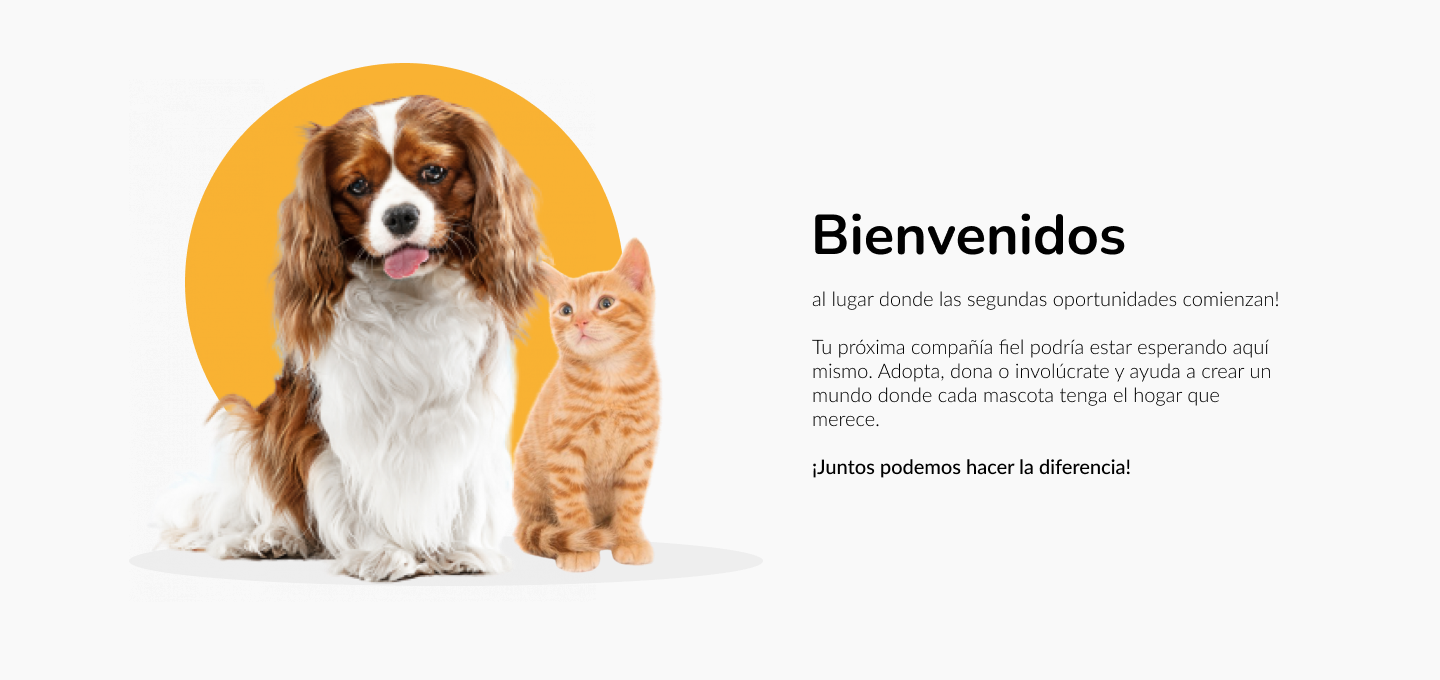 Bienvenidos
al lugar donde las segundas oportunidades comienzan!
Tu próxima compañía fiel podría estar esperando aquí
mismo. Adopta, dona o involúcrate y ayuda a crear un
mundo donde cada mascota tenga el hogar que
merece.
¡Juntos podemos hacer la diferencia!